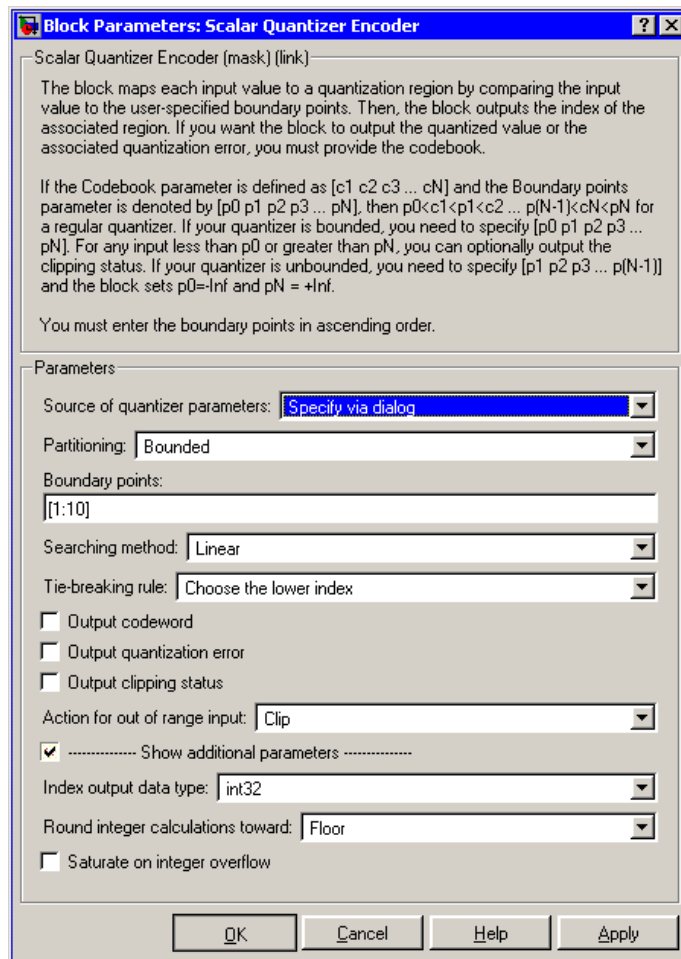 Block Parameters: Scalar Quantizer Encoder
Scalar Quantizer Encoder (mask) (link)
The block maps each input value to a quantization region by comparing the input
value to the user-specified boundary points. Then, the block outputs the index of the
associated region. If you want the block to output the quantized value or the
associated quantization error, you must provide the codebook.
If the Codebook parameter is defined as [c1 c2 c3 ... cN] and the Boundary points
parameter is denoted by [p0 p1 p2 p3 ... pN], then p0<c1<p1<c2 ... p(N-1)<cN<pN for
a regular quantizer. If your quantizer is bounded, you need to specify [p0 p1 p2 p3 ...
pN]. For any input less than p0 or greater than pN, you can optionally output the
clipping status. If your quantizer is unbounded, you need to specify [p1 p2 p3 ... p(N-1)]
and the block sets p0=-Inf and pN = +Inf.
You must enter the boundary points in ascending order.
Parameters
Source of quantizer parameters: Specify via dialog
Partitioning: Bounded
Boundary points:
[1:10]
Searching method: Linear
Tie-breaking rule: Choose the lower index
Output codeword
Output quantization error
Output clipping status
Action for out of range input: Clip
--------------- Show additional parameters ---------------
Index output data type: int32
Round integer calculations toward: Floor
Saturate on integer overflow
OK Cancel Help Apply